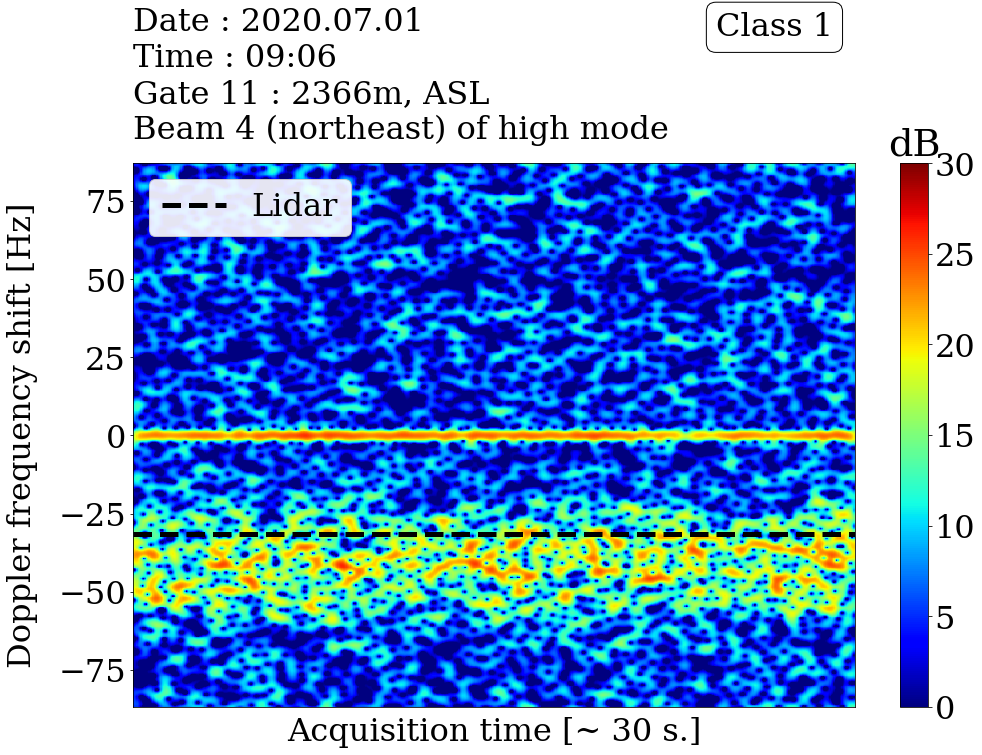 Date : 2020.07.01
Time : 09:06
Gate 11 : 2366m, ASL
Beam 4 (northeast) of high mode
Class 1
dB
Lidar
Doppler frequency shift [Hz]
75
50
25
0
−25
−50
−75
30
25
20
15
10
5
0
Acquisition time [~ 30 s.]